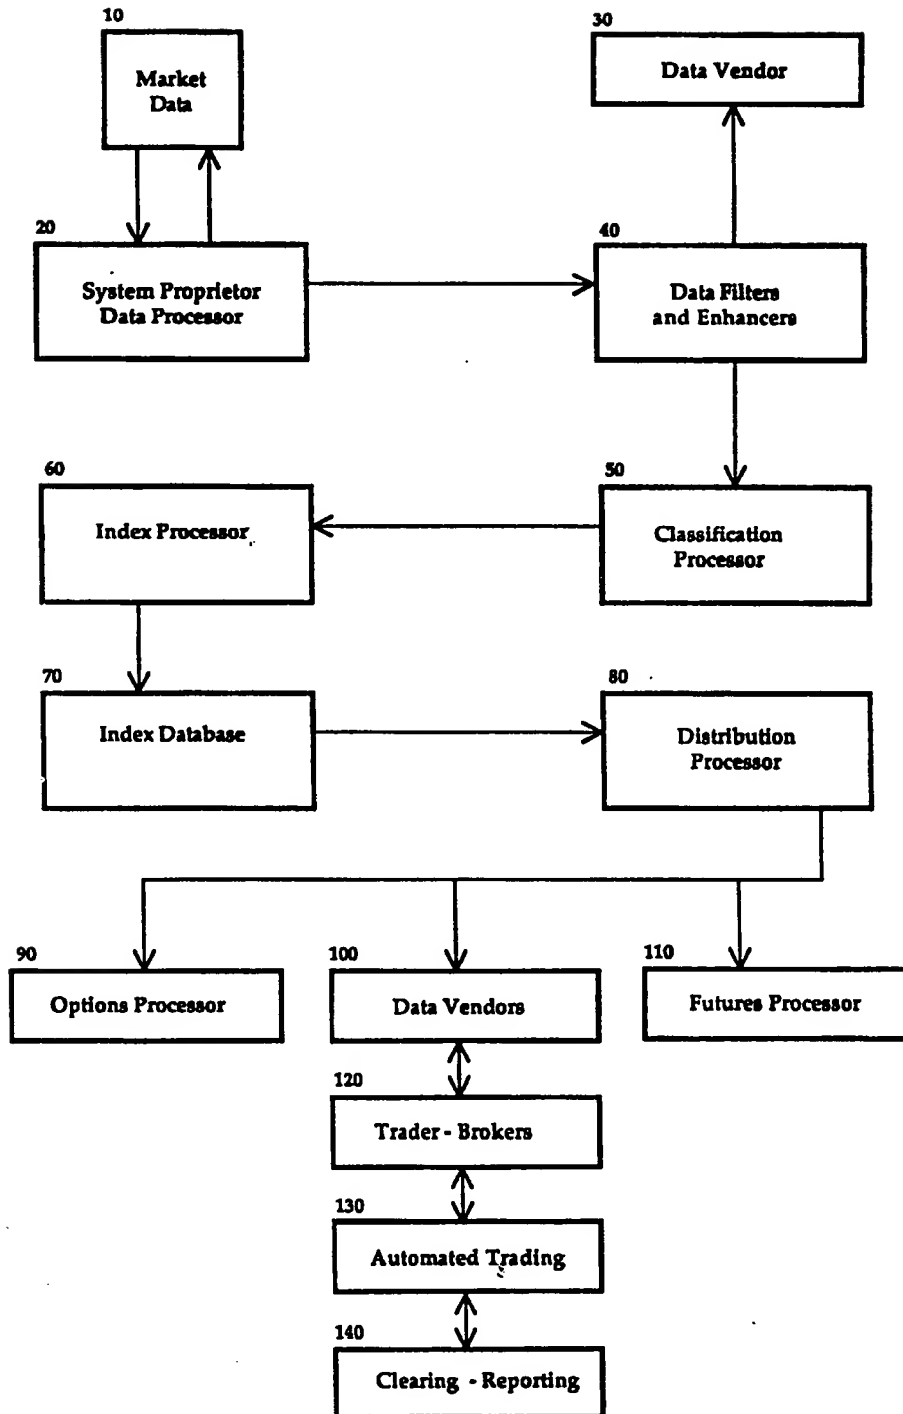 10
Market
Data
30
Data Vendor
20
System Proprietor
Data Processor
40
Data Filters
and Enhancers
60
Index Processor
50
Classification
Processor
70
Index Database
80
Distribution
Processor
90
Options Processor
100
Data Vendors
110
Futures Processor
120
Trader - Brokers
130
Automated Trading
140
Clearing - Reporting